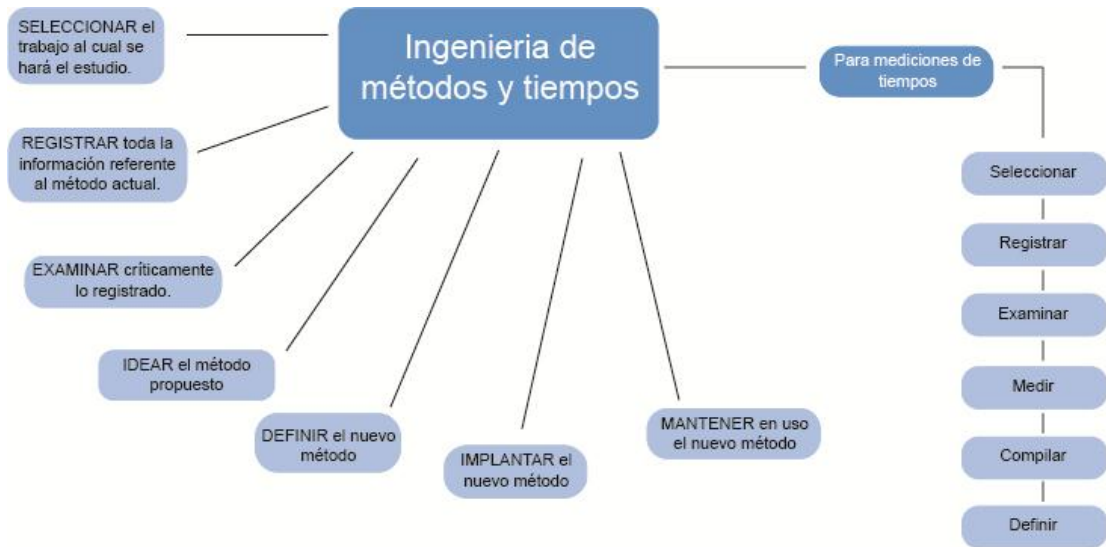 SELECCIONAR el
trabajo al cual se
hará el estudio.
Ingenieria de
métodos y tiempos
Para mediciones de
tiempos
REGISTRAR toda la
información referente
al método actual.
EXAMINAR críticamente
lo registrado.
IDEAR el método
propuesto
DEFINIR el nuevo
método
IMPLANTAR el
nuevo método
MANTENER en uso
el nuevo método
Seleccionar
Registrar
Examinar
Medir
Compilar
Definir